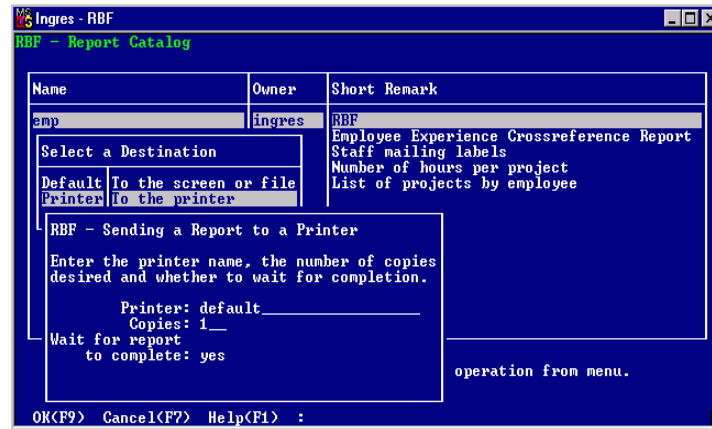 Ingres - RBF
RBF - Report Catalog
Name Owner Short Remark
emp ingres RBF
Employee Experience Crossreference Report
Staff mailing labels
Number of hours per project
List of projects by employee
Select a Destination
Default To the screen or file
Printer To the printer
RBF - Sending a Report to a Printer
Enter the printer name, the number of copies
desired and whether to wait for completion.
Printer: default
Copies: 1
Wait for report
to complete: yes
operation from menu.
OK(F9) Cancel(F7) Help(F1) :